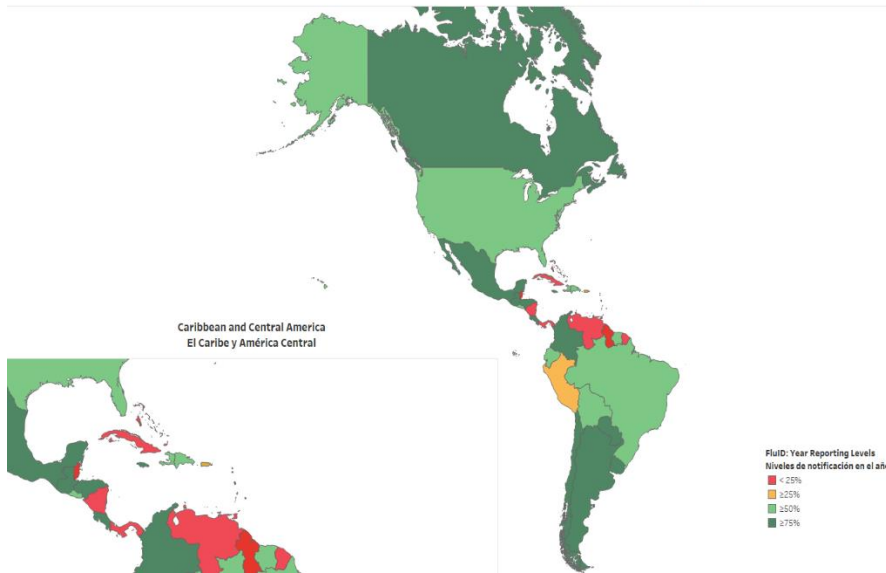 Caribbean and Central America
El Caribe y América Central
FluID: Year Reporting Levels
Niveles de notificación en el añ
< 25%
≥25%
≥50%
≥75%